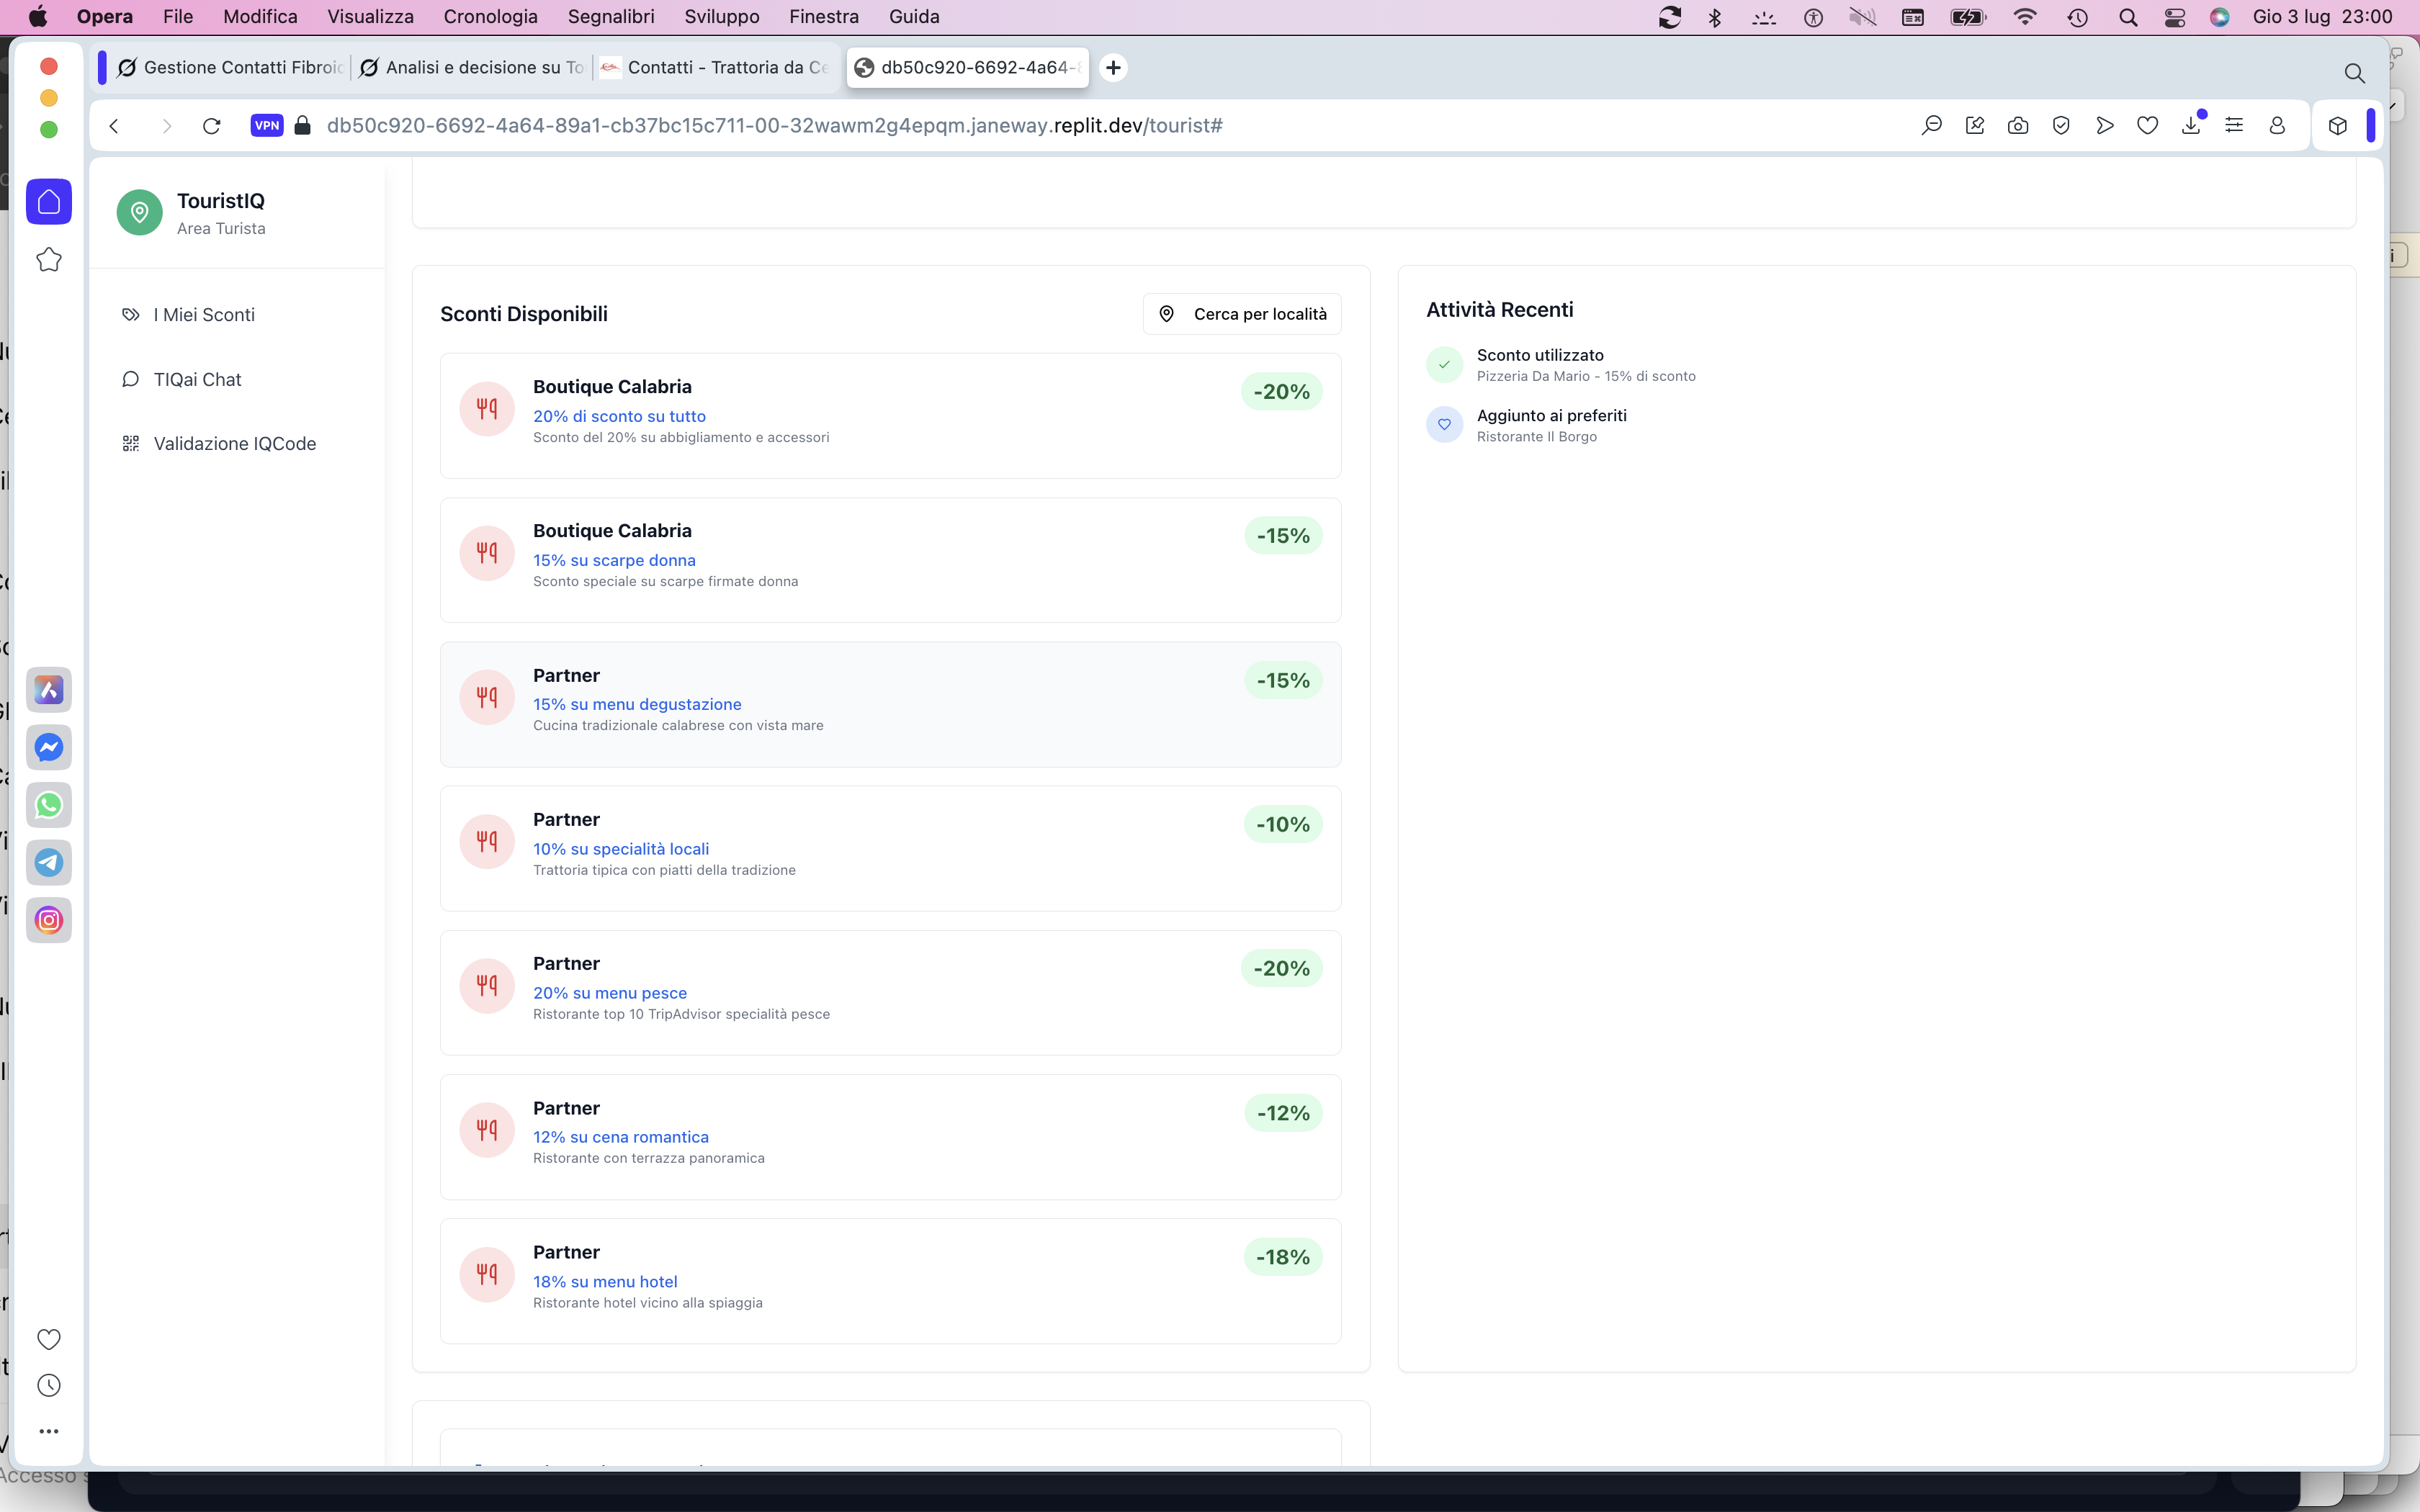 Opera File Modifica Visualizza Cronologia Segnalibri Sviluppo Finestra Guida Gio 3 lug 23:00
Gestione Contatti Fibroi Analisi e decisione su To Contatti - Trattoria da Ce db50c920-6692-4a64-8
VPN db50c920-6692-4a64-89a1-cb37bc15c711-00-32wawm2g4epqm.janeway.replit.dev/tourist#
TouristIQ
Area Turista
I Miei Sconti
TIQai Chat
Validazione IQCode
Sconti Disponibili
Cerca per località
Boutique Calabria
-20%
20% di sconto su tutto
Sconto del 20% su abbigliamento e accessori
Boutique Calabria
-15%
15% su scarpe donna
Sconto speciale su scarpe firmate donna
Partner
-15%
15% su menu degustazione
Cucina tradizionale calabrese con vista mare
Partner
-10%
10% su specialità locali
Trattoria tipica con piatti della tradizione
Partner
-20%
20% su menu pesce
Ristorante top 10 TripAdvisor specialità pesce
Partner
-12%
12% su cena romantica
Ristorante con terrazza panoramica
Partner
-18%
18% su menu hotel
Ristorante hotel vicino alla spiaggia
Attività Recenti
Sconto utilizzato
Pizzeria Da Mario - 15% di sconto
Aggiunto ai preferiti
Ristorante Il Borgo
Accesso